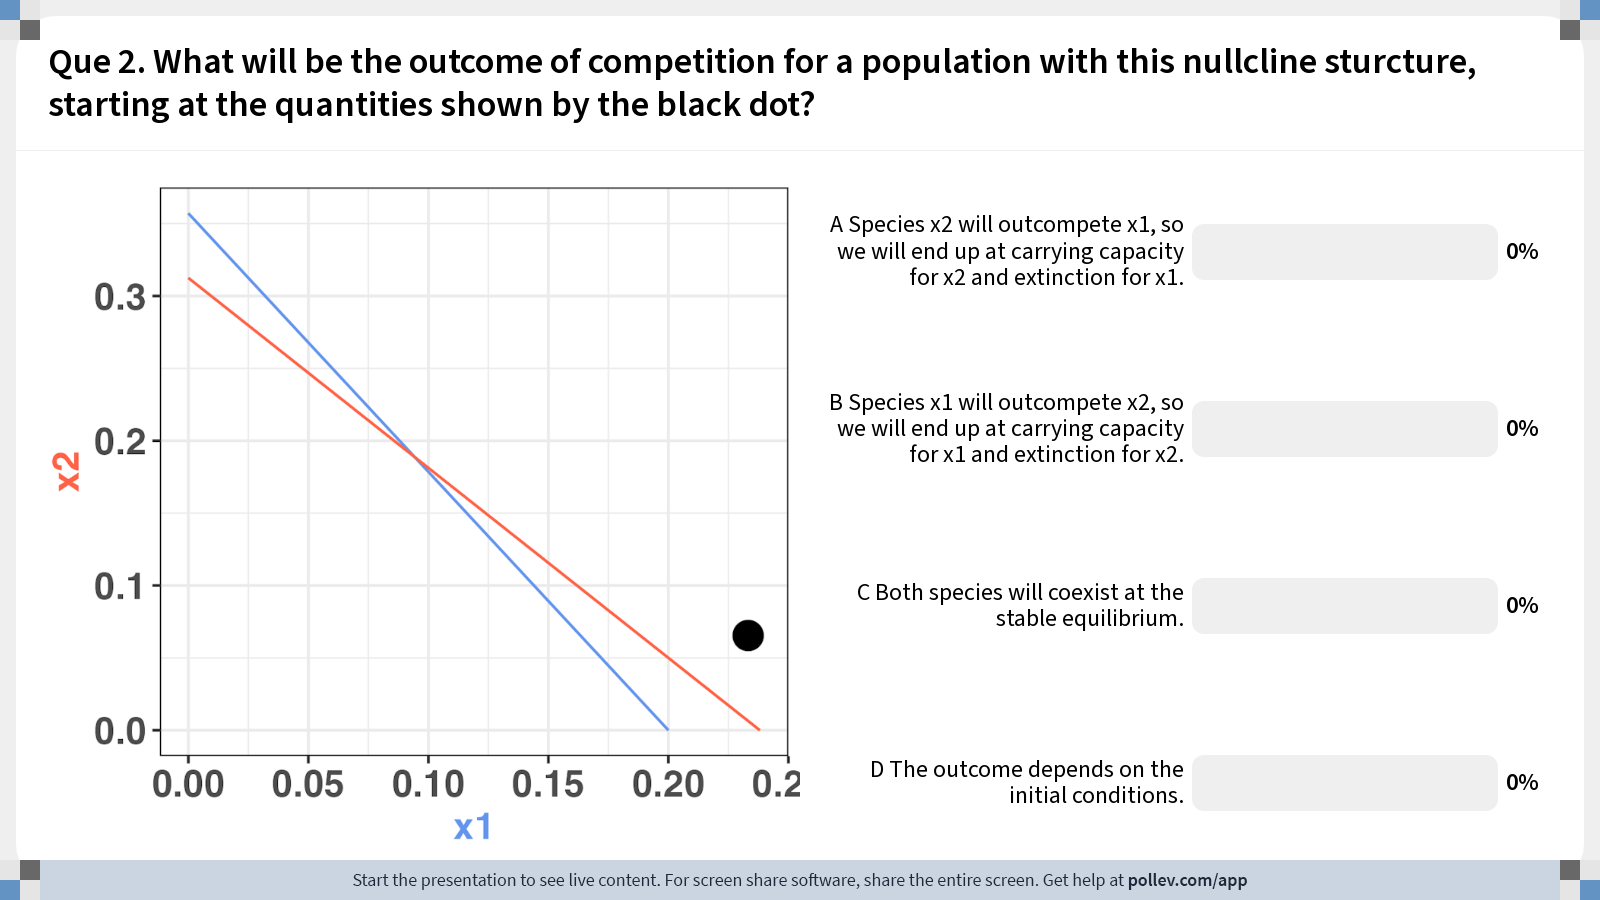 Que 2. What will be the outcome of competition for a population with this nullcline sturcture,
starting at the quantities shown by the black dot?
0.3
0.2
0.1
0.0
x2
0.00 0.05 0.10 0.15 0.20 0.2
x1
A Species x2 will outcompete x1, so
we will end up at carrying capacity
for x2 and extinction for x1.
0%
B Species x1 will outcompete x2, so
we will end up at carrying capacity
for x1 and extinction for x2.
0%
C Both species will coexist at the
stable equilibrium.
0%
D The outcome depends on the
initial conditions.
0%
Start the presentation to see live content. For screen share software, share the entire screen. Get help at pollev.com/app